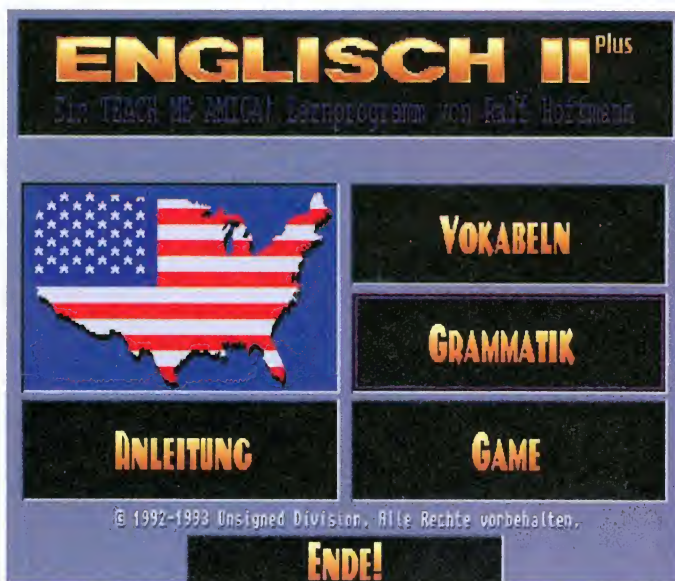 ENGLISCH II Plus
Ein TEACH ME AMIGA! Lernprogramm von Ralf Hoffmann
VOKABELN
GRAMMATIK
ANLEITUNG
GAME
© 1992-1993 Unsigned Division. Alle Rechte vorbehalten.
ENDE!